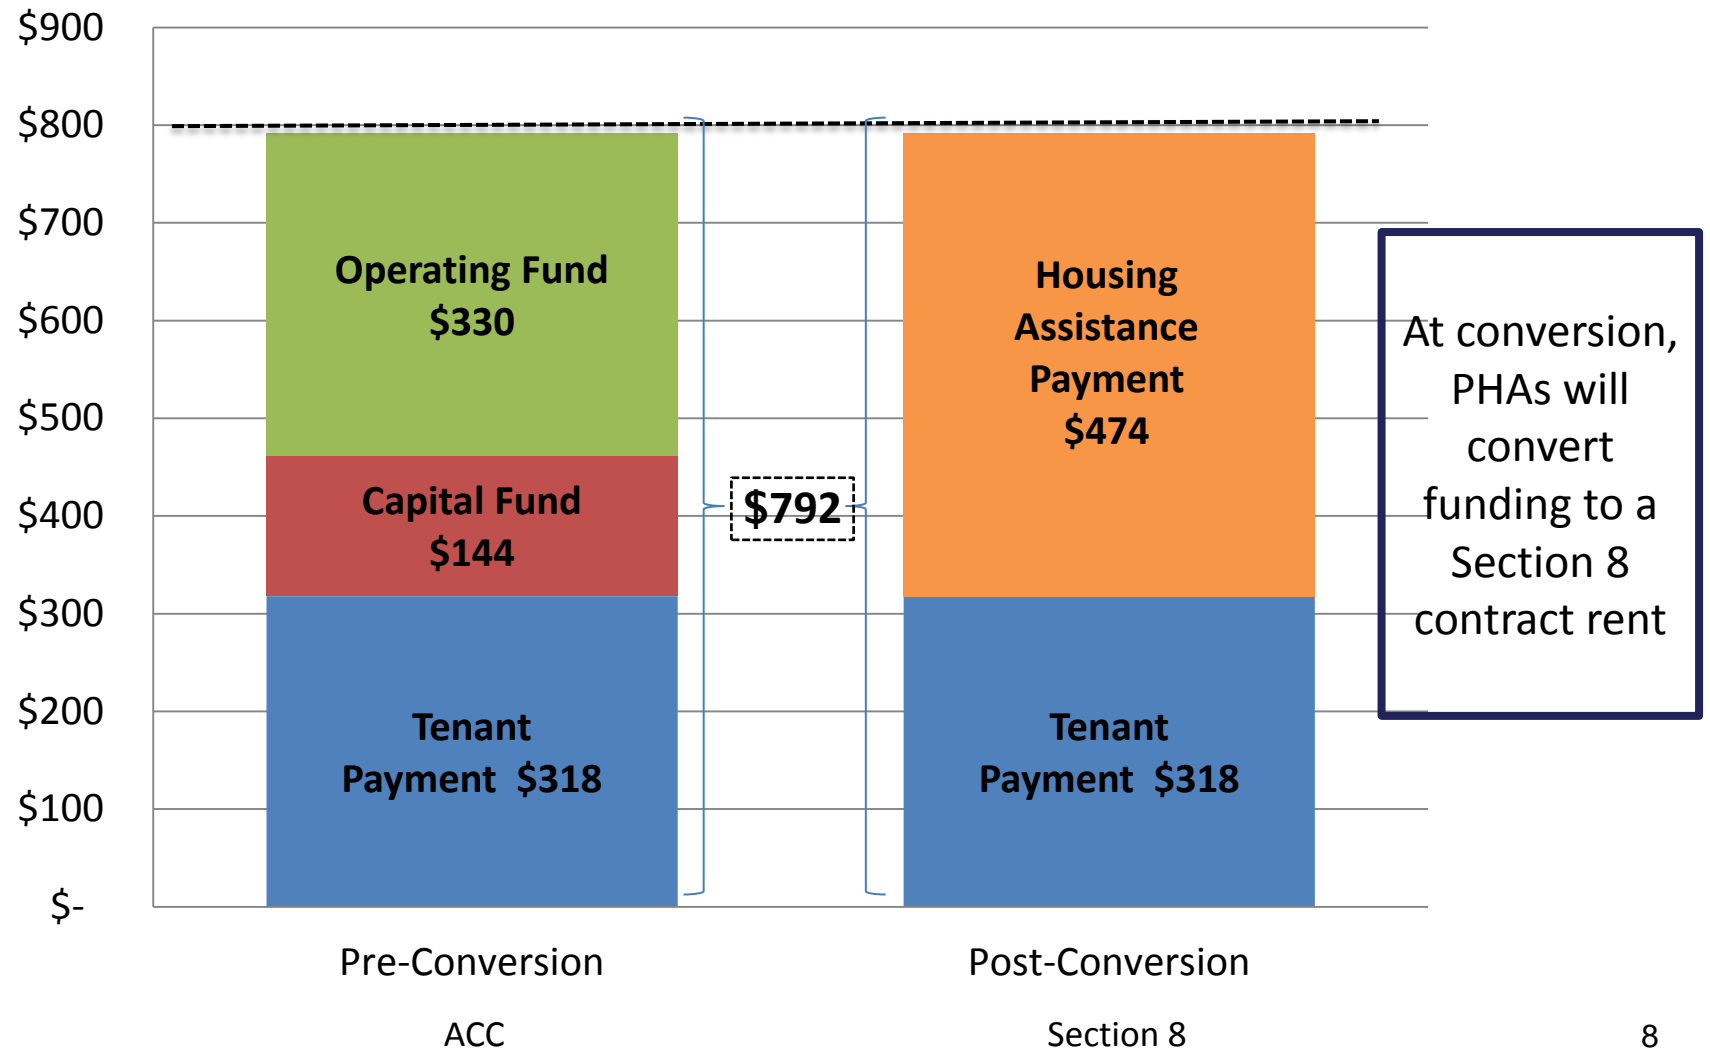 $900
$800
$700
$600
$500
$400
$300
$200
$100
$-
Operating Fund
$330
Capital Fund
$144
Tenant
Payment $318
$792
Housing
Assistance
Payment
$474
Tenant
Payment $318
At conversion,
PHAs will
convert
funding to a
Section 8
contract rent
Pre-Conversion
Post-Conversion
ACC
Section 8
8